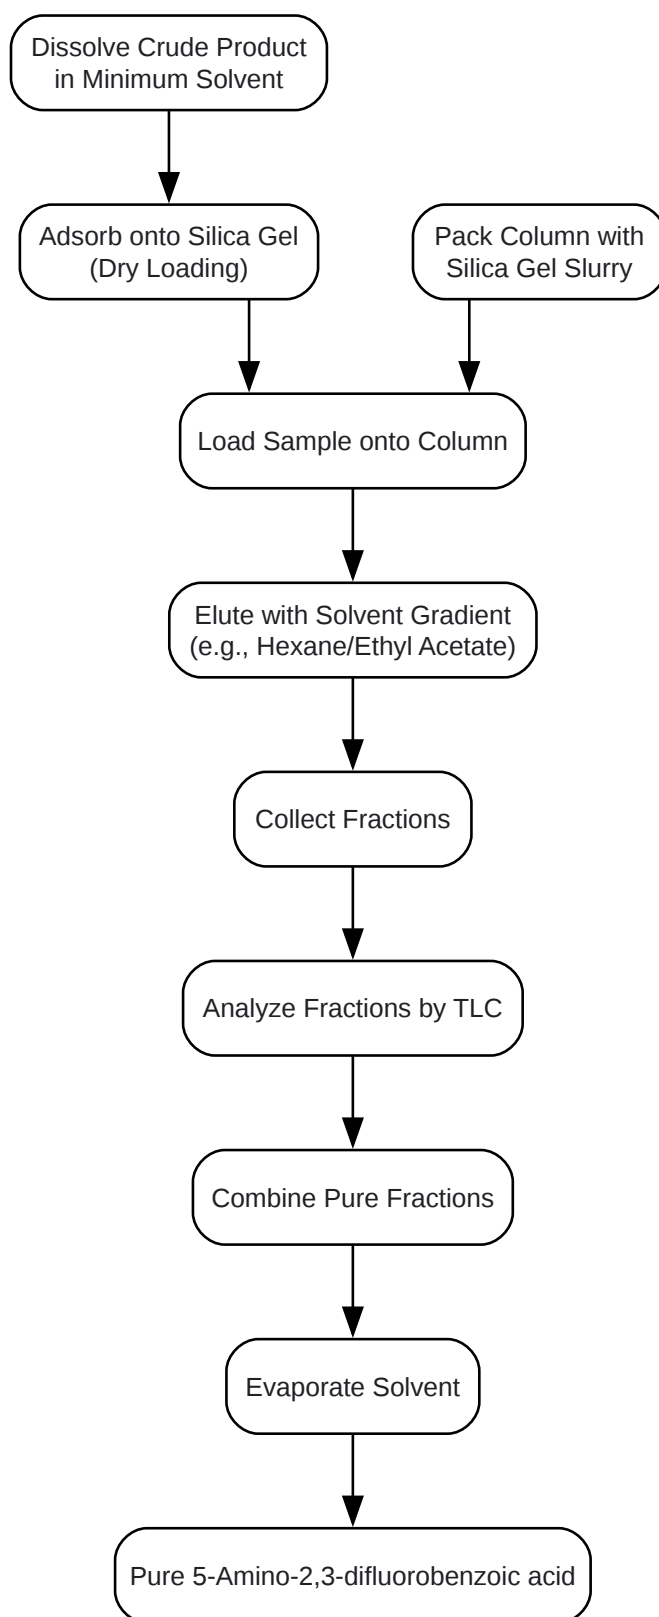 Dissolve Crude Product
in Minimum Solvent
Adsorb onto Silica Gel
(Dry Loading)
Pack Column with
Silica Gel Slurry
Load Sample onto Column
Elute with Solvent Gradient
(e.g., Hexane/Ethyl Acetate)
Collect Fractions
Analyze Fractions by TLC
Combine Pure Fractions
Evaporate Solvent
Pure 5-Amino-2,3-difluorobenzoic acid